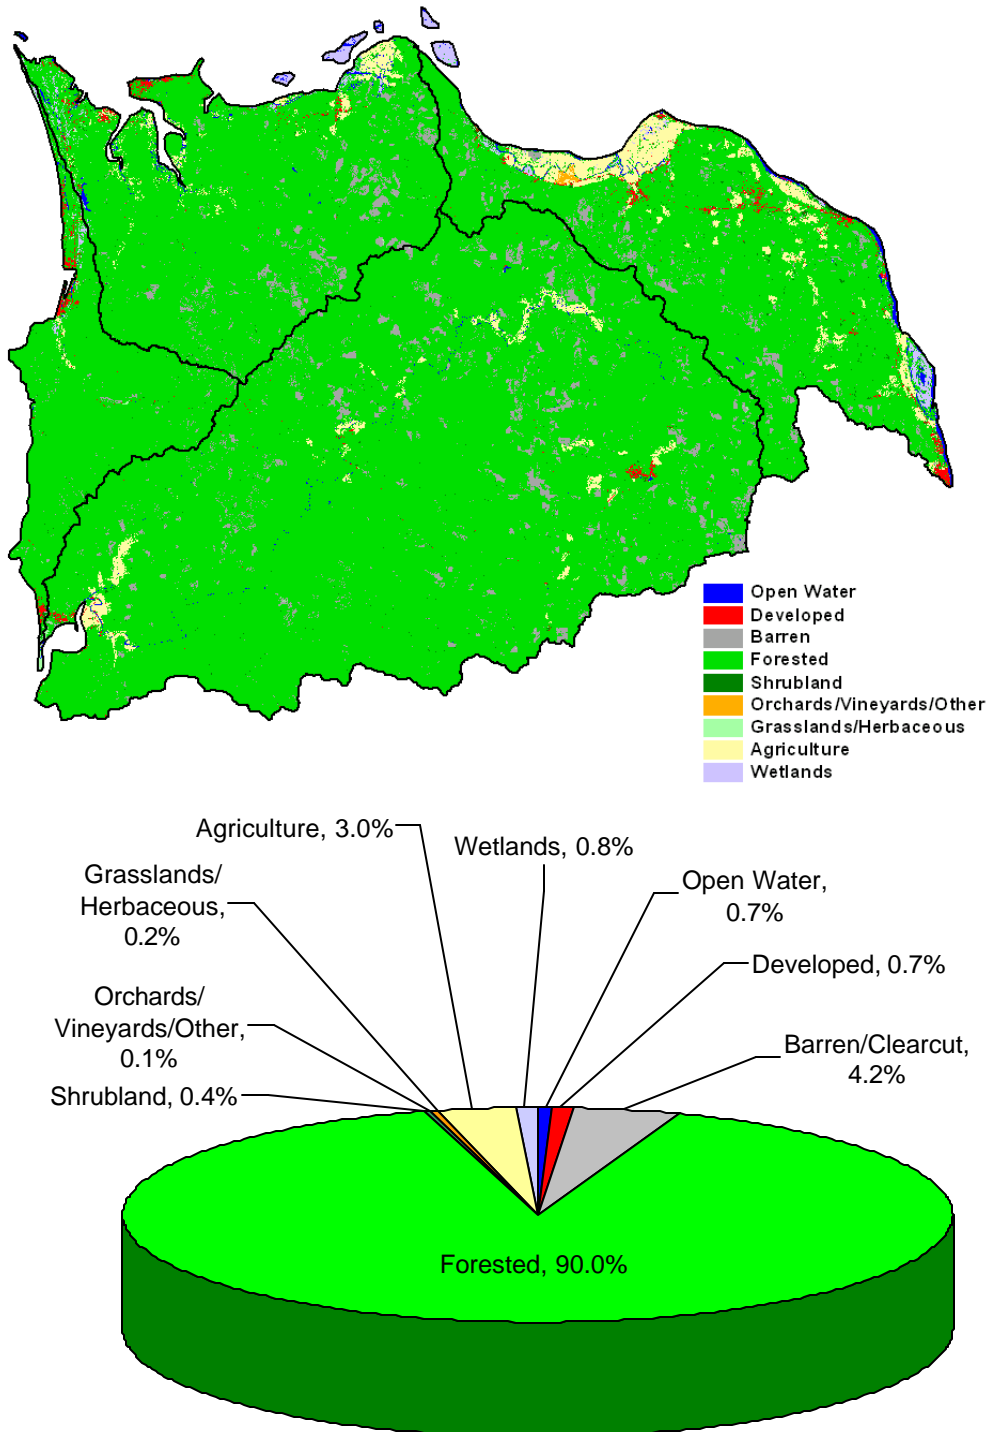 Open Water
Developed
Barren
Forested
Shrubland
Orchards/Vineyards/Other
Grasslands/Herbaceous
Agriculture
Wetlands
Agriculture, 3.0%
Wetlands, 0.8%
Grasslands/
Herbaceous,
0.2%
Open Water,
0.7%
Developed, 0.7%
Orchards/
Vineyards/Other,
0.1%
Barren/Clearcut,
4.2%
Shrubland, 0.4%
Forested, 90.0%